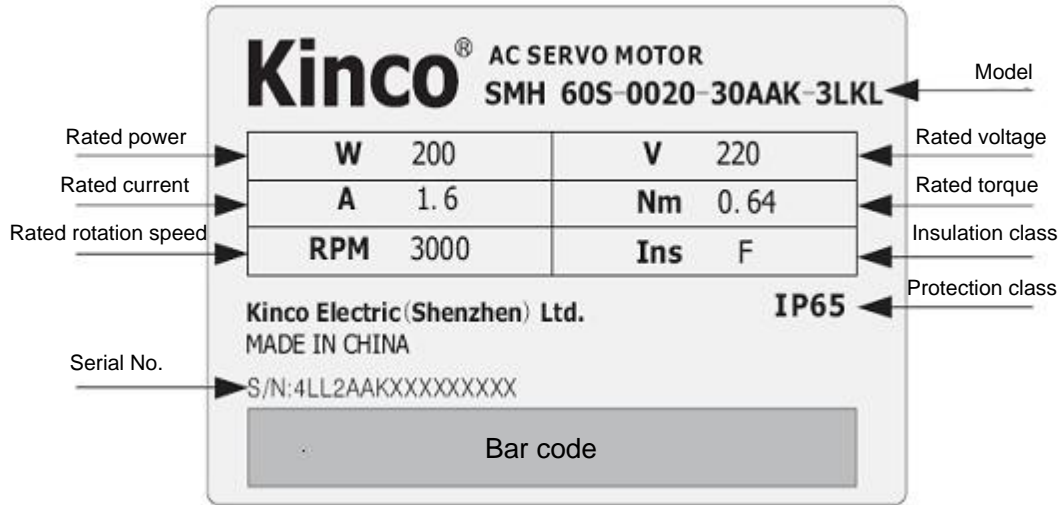 Kinco® AC SERVO MOTOR
SMH 60S-0020-30AAK-3LKL
Model
Rated power
W 200
V 220
Rated voltage
Rated current
A 1.6
Nm 0.64
Rated torque
Rated rotation speed
RPM 3000
Ins F
Insulation class
Kinco Electric(Shenzhen) Ltd.
IP65
Protection class
MADE IN CHINA
Serial No.
S/N:4LL2AAKXXXXXXXXX
Bar code